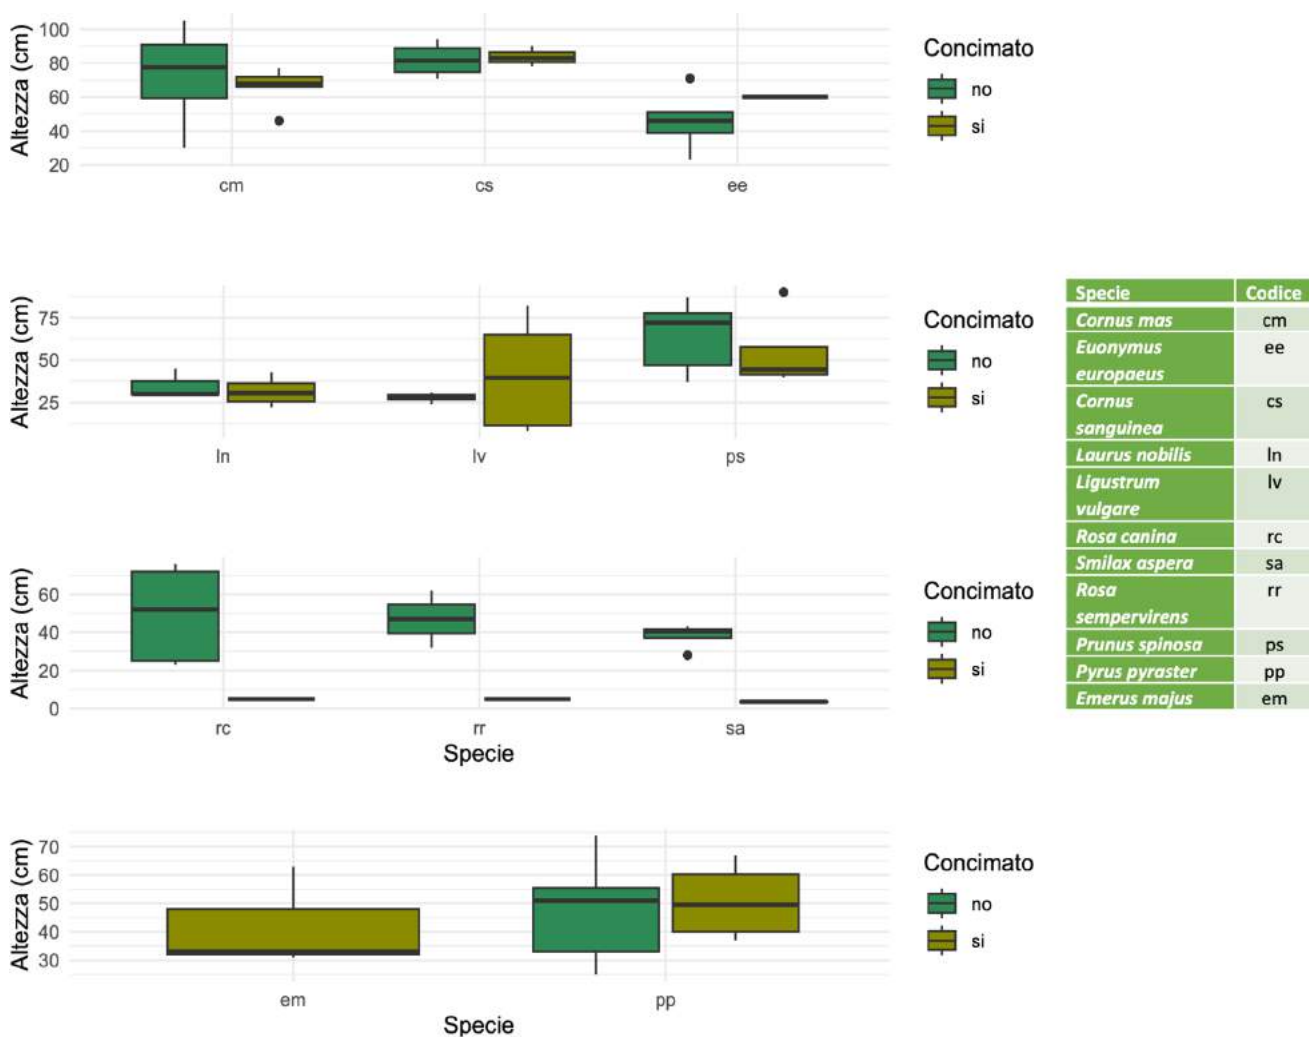 Altezza (cm)
100
80
60
40
20
cm
cs
ee
Concimato
no
si
Altezza (cm)
75
50
25
ln
lv
ps
Concimato
no
si
Altezza (cm)
60
40
20
0
rc
rr
sa
Specie
Concimato
no
si
Altezza (cm)
70
60
50
40
30
em
pp
Specie
Concimato
no
si
Specie Codice
Cornus mas cm
Euonymus ee
europaeus
Cornus cs
sanguinea
Laurus nobilis ln
Ligustrum lv
vulgare
Rosa canina rc
Smilax aspera sa
Rosa rr
sempervirens
Prunus spinosa ps
Pyrus pyraster pp
Emerus majus em